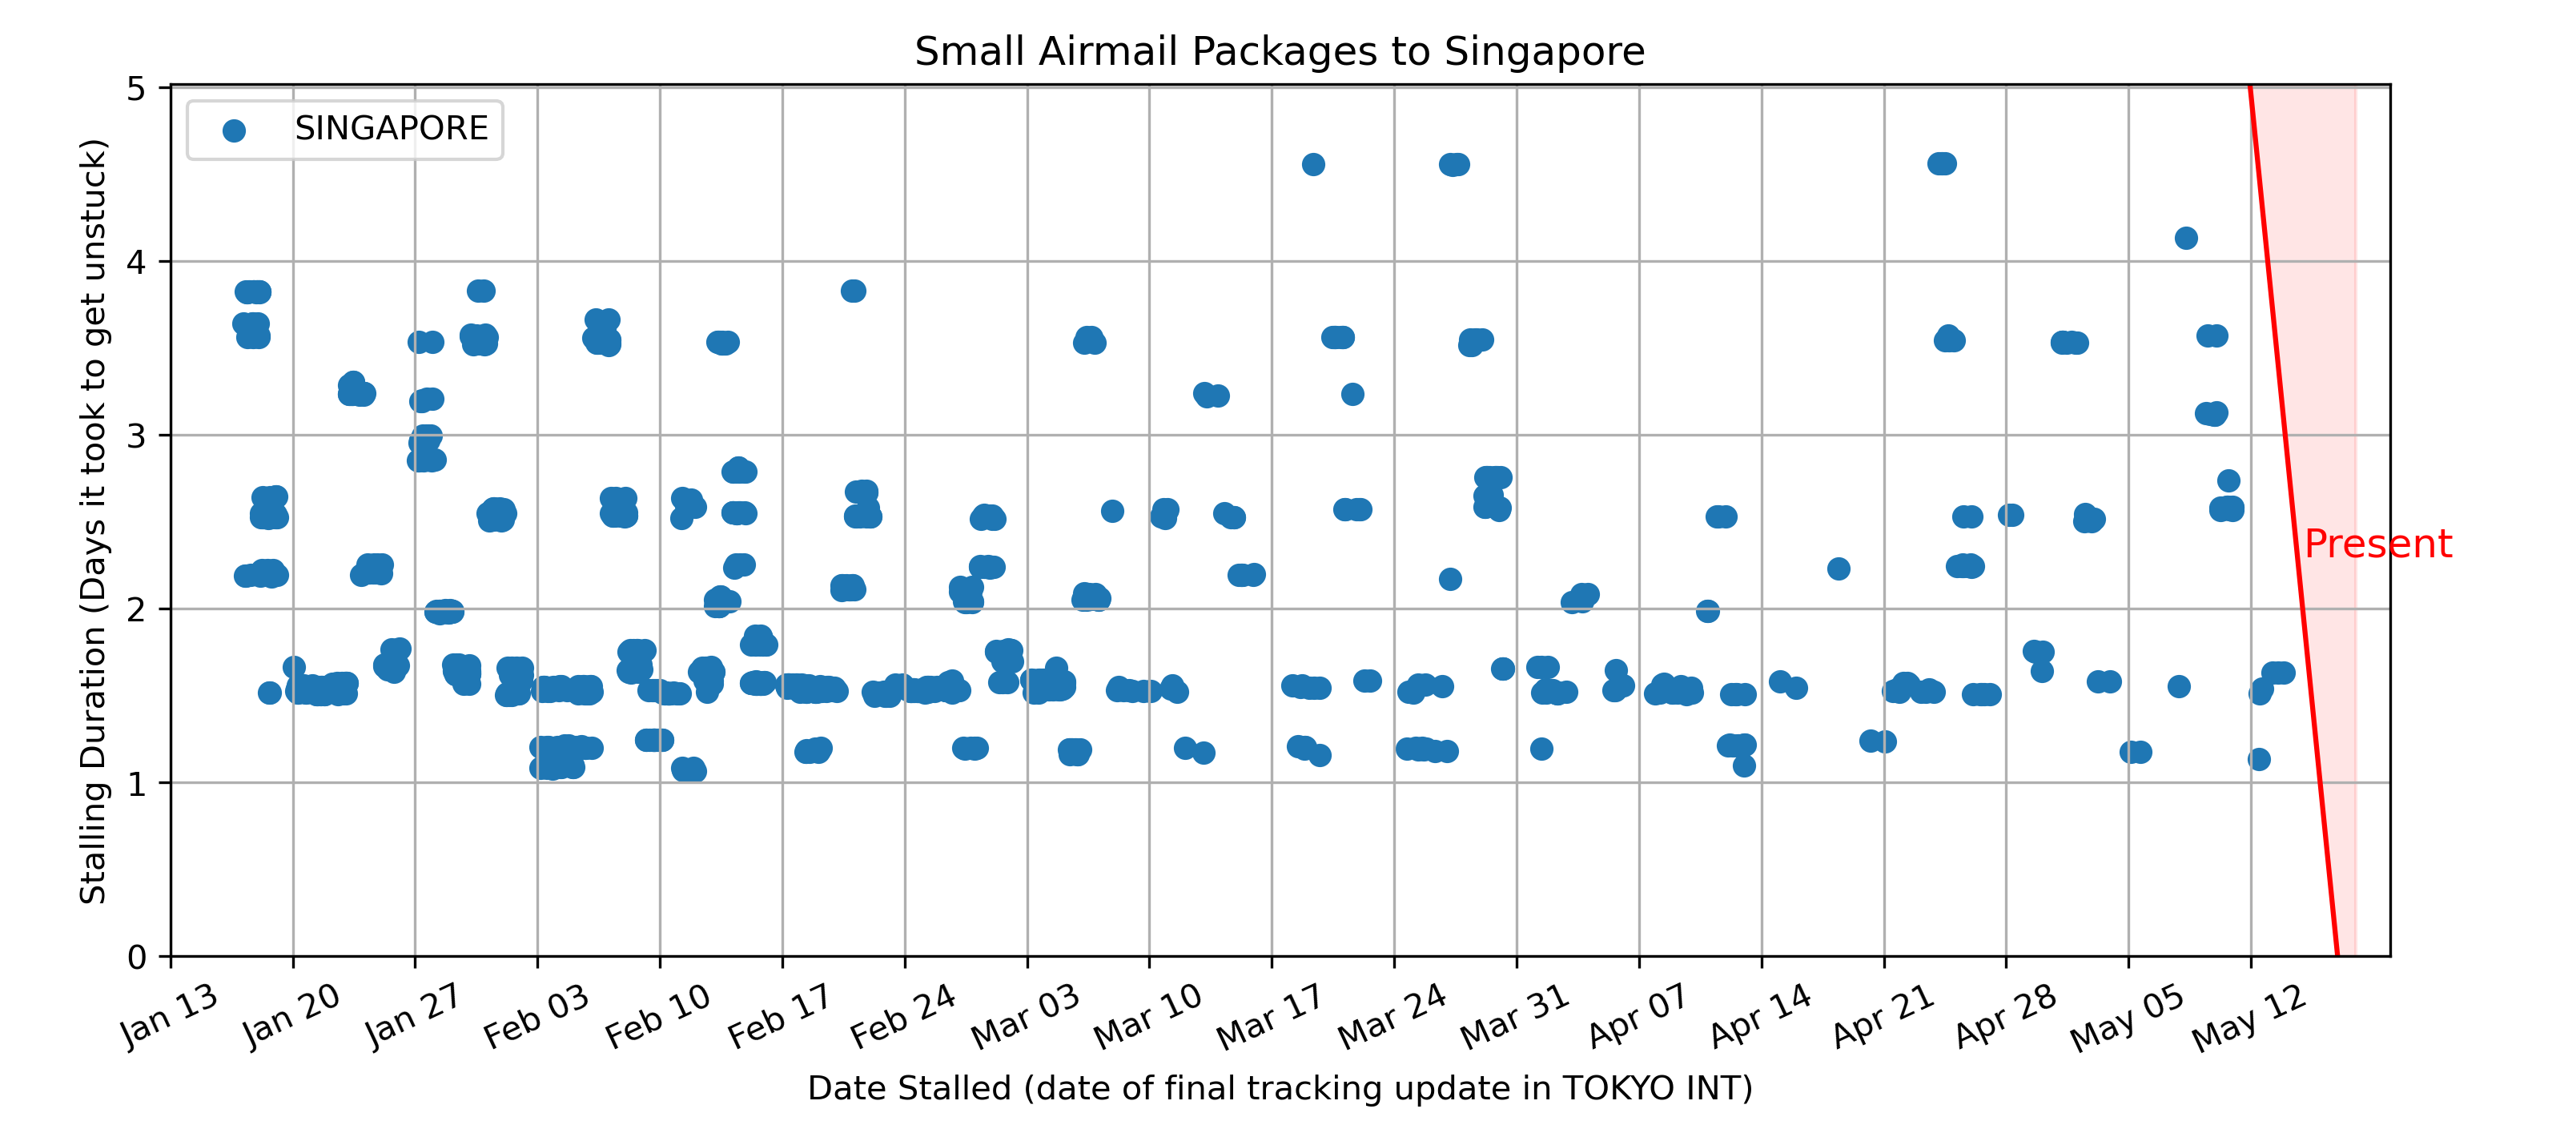 Small Airmail Packages to Singapore
Stalling Duration (Days it took to get unstuck)
5
4
3
2
1
0
SINGAPORE
Present
Jan 13
Jan 20
Jan 27
Feb 03
Feb 10
Feb 17
Feb 24
Mar 03
Mar 10
Mar 17
Mar 24
Mar 31
Apr 07
Apr 14
Apr 21
Apr 28
May 05
May 12
Date Stalled (date of final tracking update in TOKYO INT)